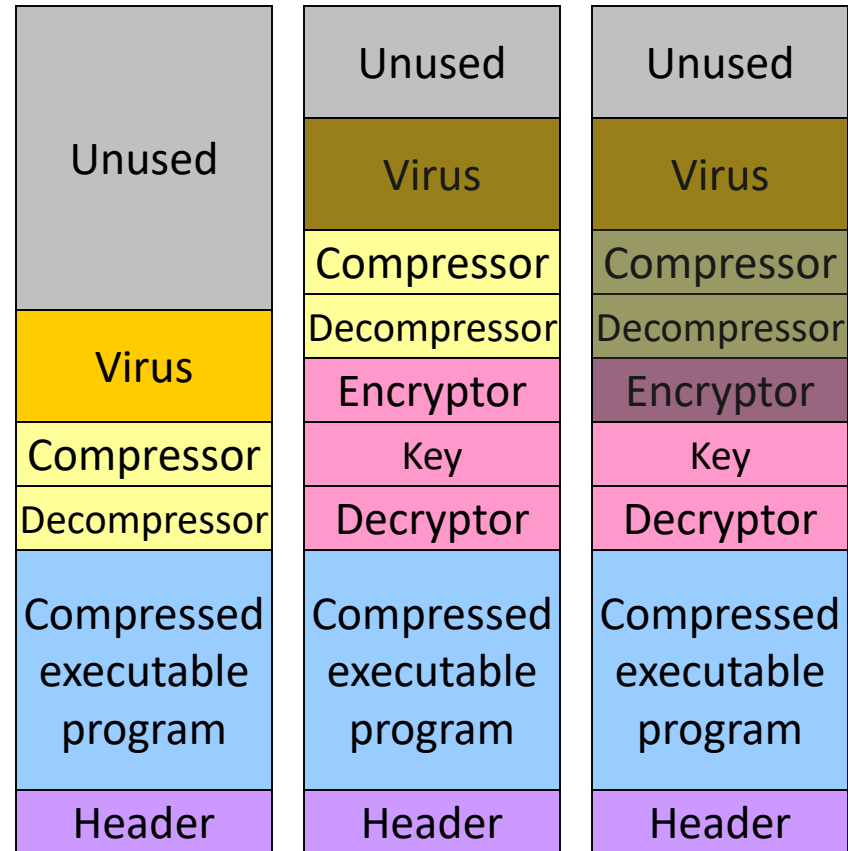 Unused
Virus
Compressor
Decompressor
Compressed
executable
program
Header
Unused
Virus
Compressor
Decompressor
Encryptor
Key
Decryptor
Compressed
executable
program
Header
Unused
Virus
Compressor
Decompressor
Encryptor
Key
Decryptor
Compressed
executable
program
Header